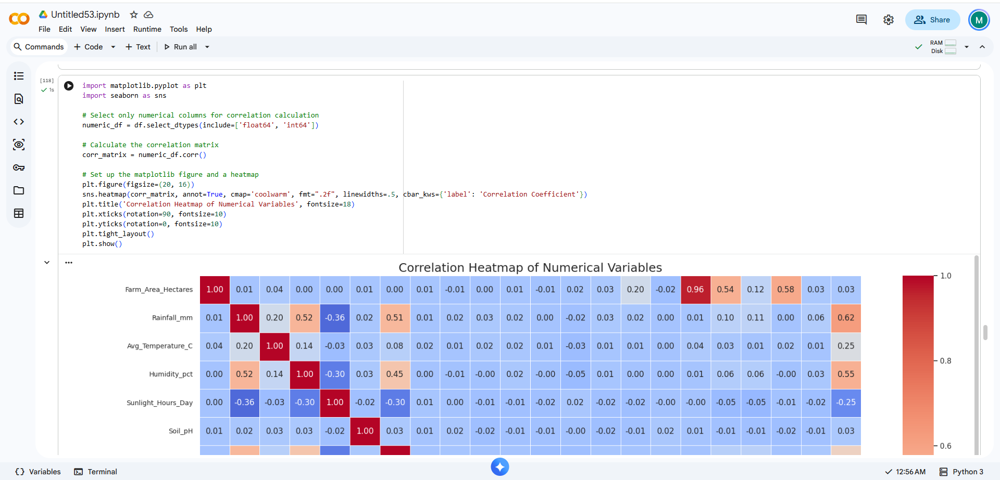 Untitled53.ipynb
File Edit View Insert Runtime Tools Help
Share
M
Commands + Code + Text Run all
RAM
Disk
[118]
1s
import matplotlib.pyplot as plt
import seaborn as sns
# Select only numerical columns for correlation calculation
numeric_df = df.select_dtypes(include=['float64', 'int64'])
# Calculate the correlation matrix
corr_matrix = numeric_df.corr()
# Set up the matplotlib figure and a heatmap
plt.figure(figsize=(20, 16))
sns.heatmap(corr_matrix, annot=True, cmap='coolwarm', fmt=".2f", linewidths=.5, cbar_kws={'label': 'Correlation Coefficient'})
plt.title('Correlation Heatmap of Numerical Variables', fontsize=18)
plt.xticks(rotation=90, fontsize=10)
plt.yticks(rotation=0, fontsize=10)
plt.tight_layout()
plt.show()
Correlation Heatmap of Numerical Variables
Farm_Area_Hectares 1.00 0.01 0.04 0.00 0.00 0.01 0.00 0.01 -0.01 0.00 0.01 -0.01 0.02 0.03 0.20 -0.02 0.96 0.54 0.12 0.58 0.03 0.03
Rainfall_mm 0.01 1.00 0.20 0.52 -0.36 0.02 0.51 0.01 0.02 0.03 0.02 0.00 -0.02 0.03 0.02 0.00 0.01 0.10 0.11 0.00 0.06 0.62
Avg_Temperature_C 0.04 0.20 1.00 0.14 -0.03 0.03 0.08 0.02 0.01 0.02 0.02 0.01 -0.03 0.01 0.01 0.00 0.04 0.03 0.01 0.02 0.01 0.25
Humidity_pct 0.00 0.52 0.14 1.00 -0.30 0.03 0.45 0.00 -0.01 -0.00 0.02 -0.00 -0.05 0.01 0.00 0.00 0.01 0.06 0.06 -0.00 0.03 0.55
Sunlight_Hours_Day 0.00 -0.36 -0.03 -0.30 1.00 -0.02 -0.30 0.01 0.00 -0.01 -0.01 -0.02 0.02 -0.02 -0.02 -0.00 -0.00 -0.05 -0.05 -0.01 -0.02 -0.25
Soil_pH 0.01 0.02 0.03 0.03 -0.02 1.00 0.03 0.01 0.02 -0.02 -0.01 -0.01 -0.00 -0.02 -0.01 0.02 0.01 -0.01 -0.01 -0.02 -0.01 0.03
1.0
0.8
0.6
Variables Terminal
12:56 AM Python 3